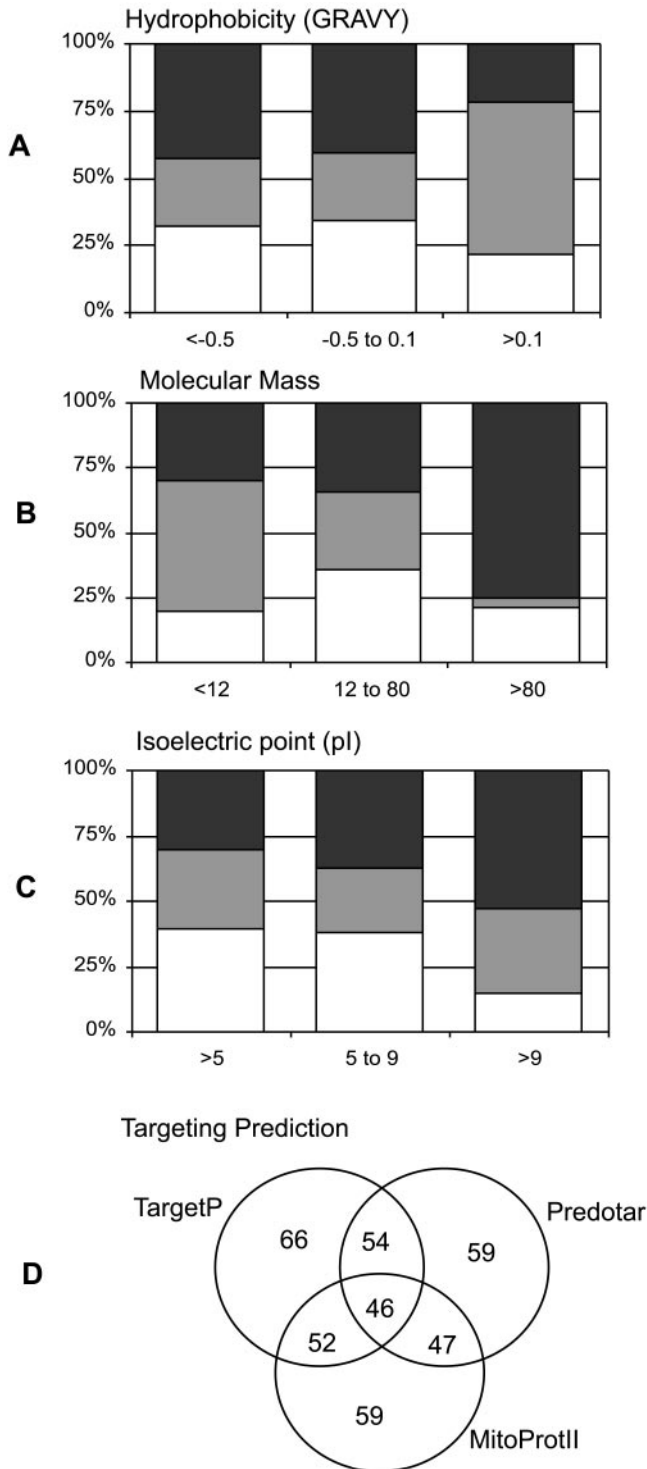 Hydrophobicity (GRAVY)
100%
75%
50%
25%
0%
A
<-0.5 -0.5 to 0.1 >0.1
Molecular Mass
100%
75%
50%
25%
0%
B
<12 12 to 80 >80
Isoelectric point (pI)
100%
75%
50%
25%
0%
C
>5 5 to 9 >9
Targeting Prediction
TargetP
Predotar
66 54 59
D
46
52 47
59
MitoProtII